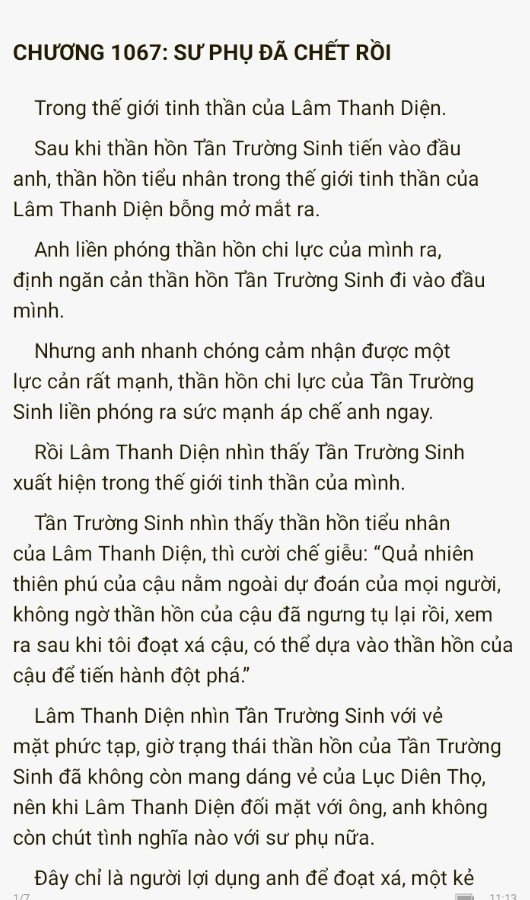 CHƯƠNG 1067: SƯ PHỤ ĐÃ CHẾT RỒI
Trong thế giới tinh thần của Lâm Thanh Diện.
Sau khi thần hồn Tần Trường Sinh tiến vào đầu
anh, thần hồn tiểu nhân trong thế giới tinh thần của
Lâm Thanh Diện bỗng mở mắt ra.
Anh liền phóng thần hồn chi lực của mình ra,
định ngăn cản thần hồn Tần Trường Sinh đi vào đầu
mình.
Nhưng anh nhanh chóng cảm nhận được một
lực cản rất mạnh, thần hồn chi lực của Tần Trường
Sinh liền phóng ra sức mạnh áp chế anh ngay.
Rồi Lâm Thanh Diện nhìn thấy Tần Trường Sinh
xuất hiện trong thế giới tinh thần của mình.
Tần Trường Sinh nhìn thấy thần hồn tiểu nhân
của Lâm Thanh Diện, thì cười chế giễu: “Quả nhiên
thiên phú của cậu nằm ngoài dự đoán của mọi người,
không ngờ thần hồn của cậu đã ngưng tụ lại rồi, xem
ra sau khi tôi đoạt xá cậu, có thể dựa vào thần hồn của
cậu để tiến hành đột phá.”
Lâm Thanh Diện nhìn Tần Trường Sinh với vẻ
mặt phức tạp, giờ trạng thái thần hồn của Tần Trường
Sinh đã không còn mang dáng vẻ của Lục Diên Thọ,
nên khi Lâm Thanh Diện đối mặt với ông, anh không
còn chút tình nghĩa nào với sư phụ nữa.
Đây chỉ là người lợi dụng anh để đoạt xá, một kẻ
1/7 11:13